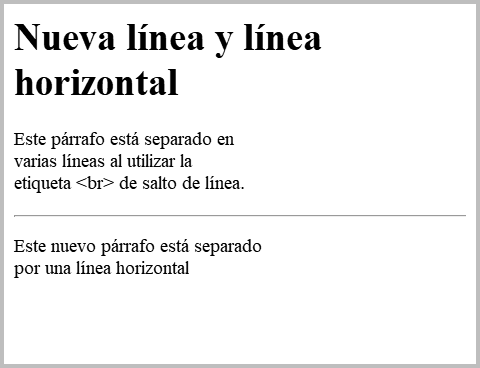 Nueva línea y línea
horizontal
Este párrafo está separado en
varias líneas al utilizar la
etiqueta <br> de salto de línea.
Este nuevo párrafo está separado
por una línea horizontal